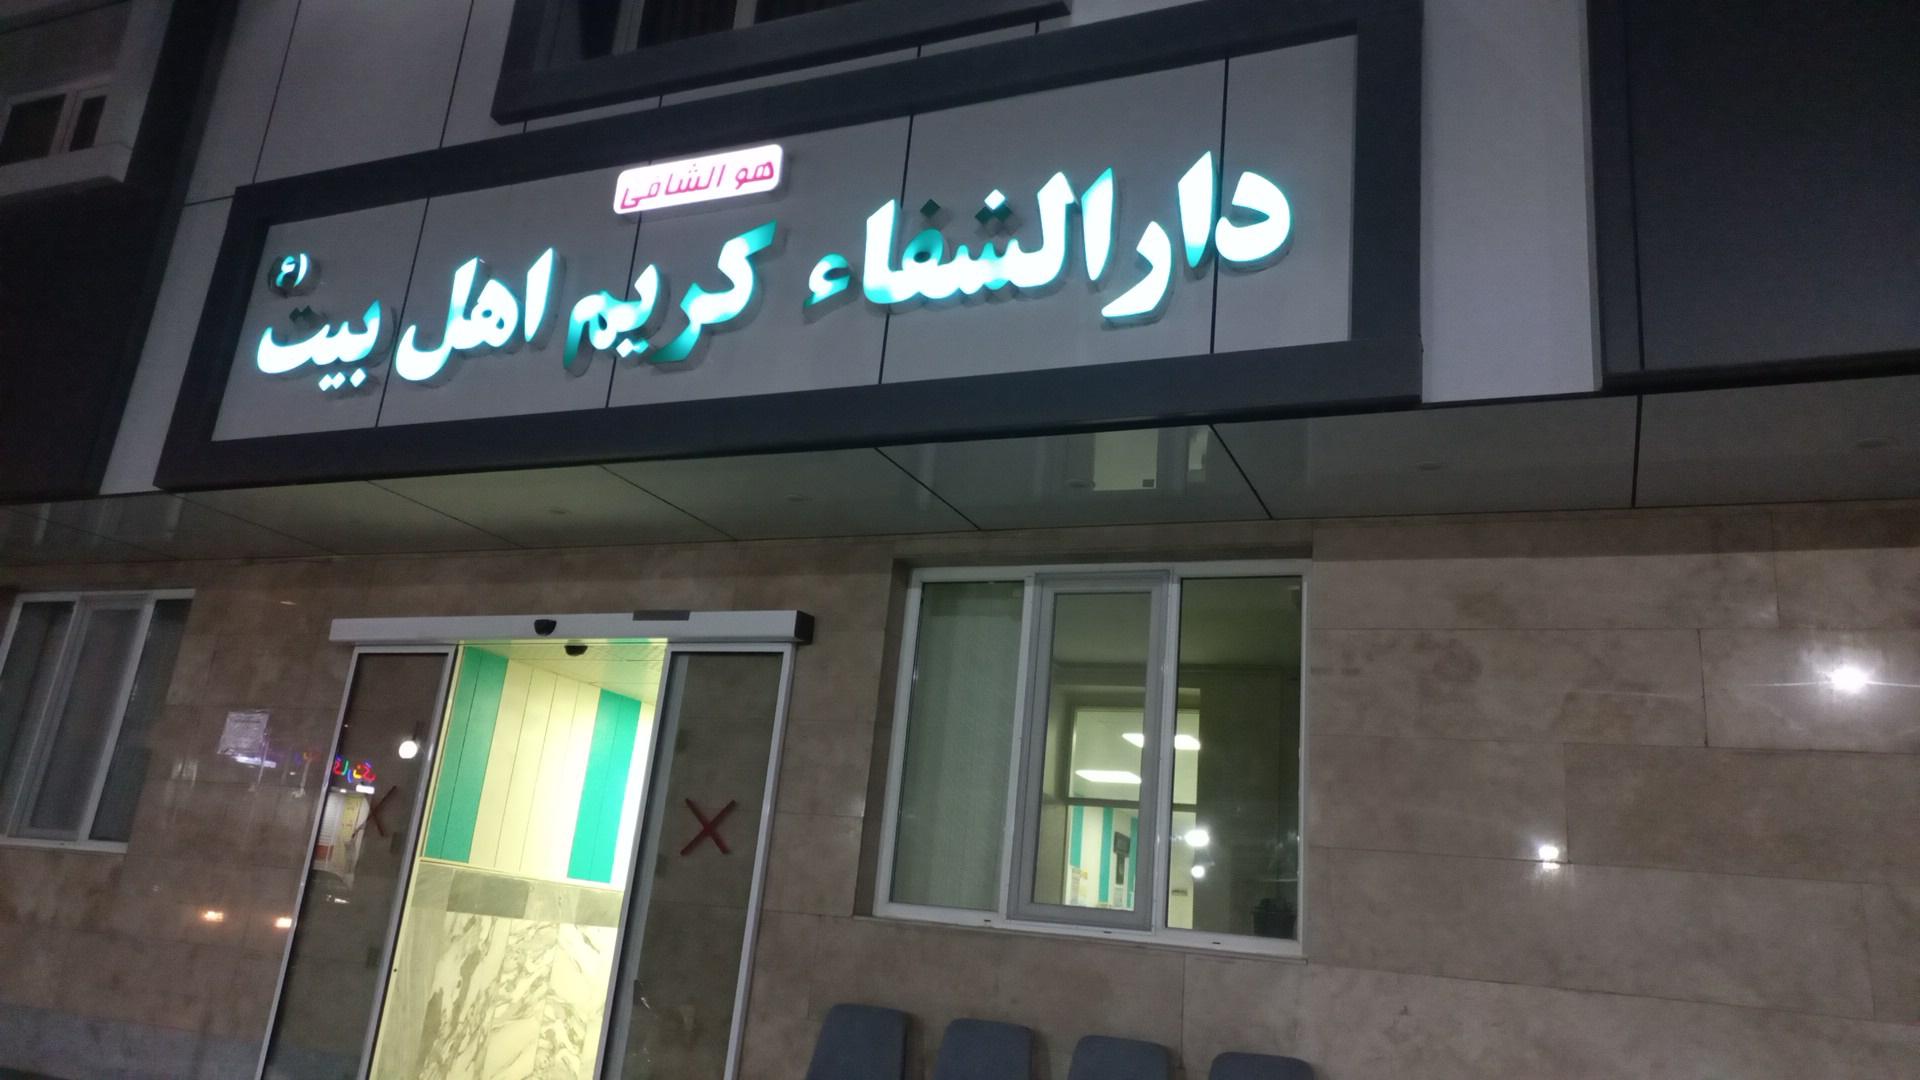 هو الشافی
دارالشفاء کریم اهل بیت (ع)